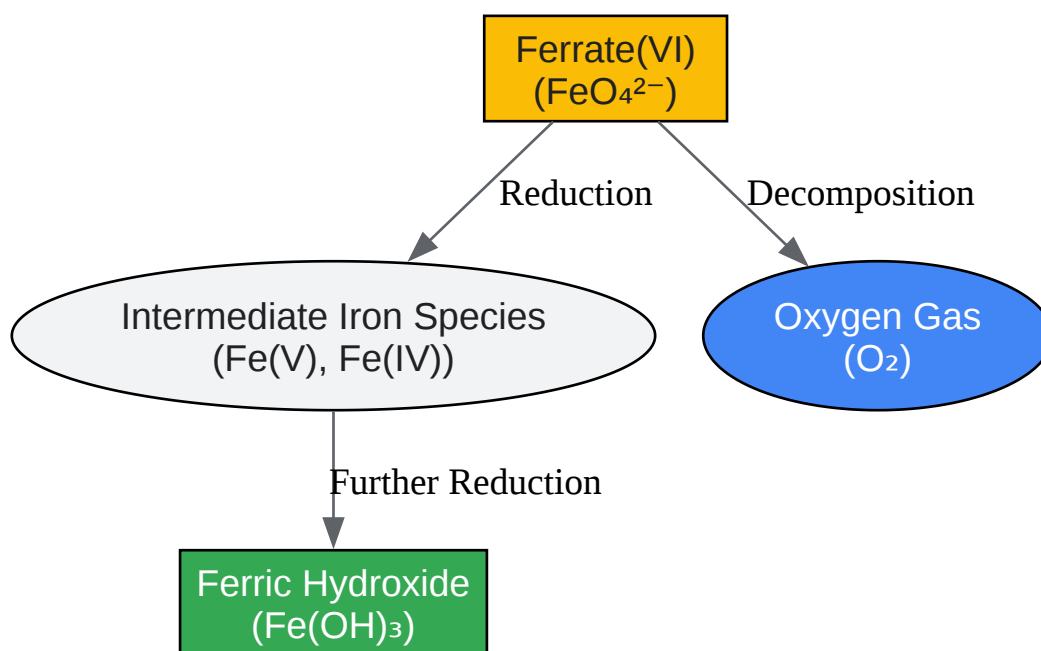 Ferrate(VI)
(FeO₄²⁻)
Reduction
Decomposition
Intermediate Iron Species
(Fe(V), Fe(IV))
Oxygen Gas
(O₂)
Further Reduction
Ferric Hydroxide
(Fe(OH)₃)